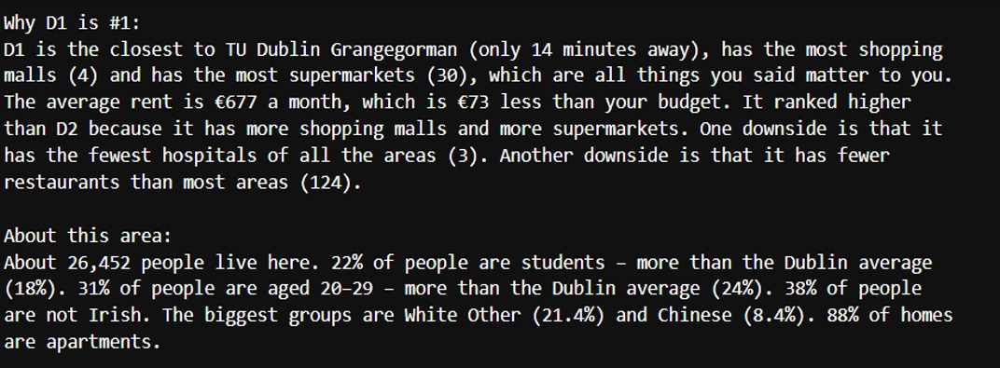 Why D1 is #1:
D1 is the closest to TU Dublin Grangegorman (only 14 minutes away), has the most shopping
malls (4) and has the most supermarkets (30), which are all things you said matter to you.
The average rent is €677 a month, which is €73 less than your budget. It ranked higher
than D2 because it has more shopping malls and more supermarkets. One downside is that it
has the fewest hospitals of all the areas (3). Another downside is that it has fewer
restaurants than most areas (124).

About this area:
About 26,452 people live here. 22% of people are students – more than the Dublin average
(18%). 31% of people are aged 20–29 – more than the Dublin average (24%). 38% of people
are not Irish. The biggest groups are White Other (21.4%) and Chinese (8.4%). 88% of homes
are apartments.